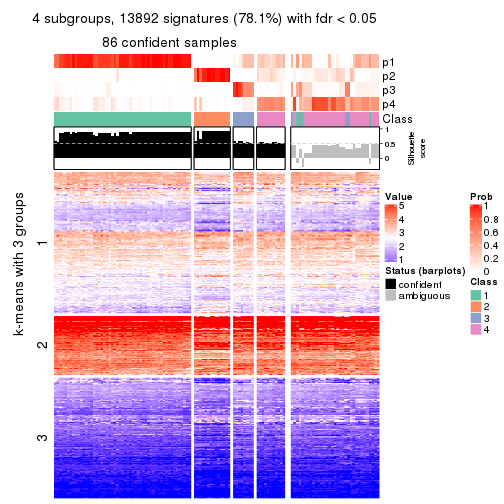 4 subgroups, 13892 signatures (78.1%) with fdr < 0.05
86 confident samples
p1
p2
p3
p4
Class
1
0.5
0
Silhouette
score
k-means with 3 groups
1
2
3
Value
5
4
3
2
1
Status (barplots)
confident
ambiguous
Prob
1
0.8
0.6
0.4
0.2
0
Class
1
2
3
4